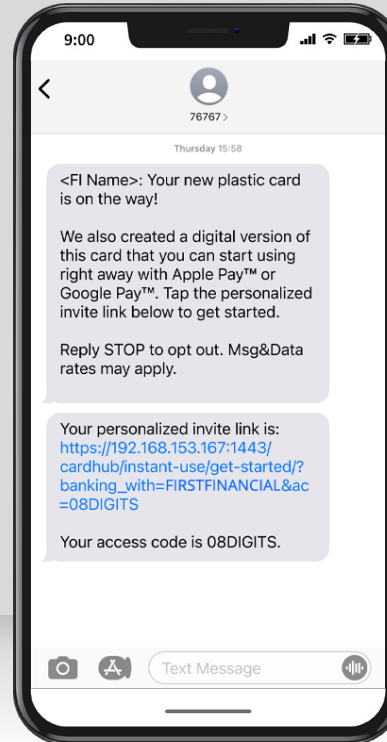 9:00
76767 >
Thursday 15:58
<FI Name>: Your new plastic card
is on the way!
We also created a digital version of
this card that you can start using
right away with Apple Pay™ or
Google Pay™. Tap the personalized
invite link below to get started.
Reply STOP to opt out. Msg&Data
rates may apply.
Your personalized invite link is:
https://192.168.153.167:1443/
cardhub/instant-use/get-started/?
banking_with=FIRSTFINANCIAL&ac
=08DIGITS
Your access code is 08DIGITS.
Text Message